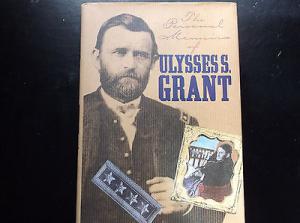 The
Personal
Memoirs
of
ULYSSES S.
GRANT